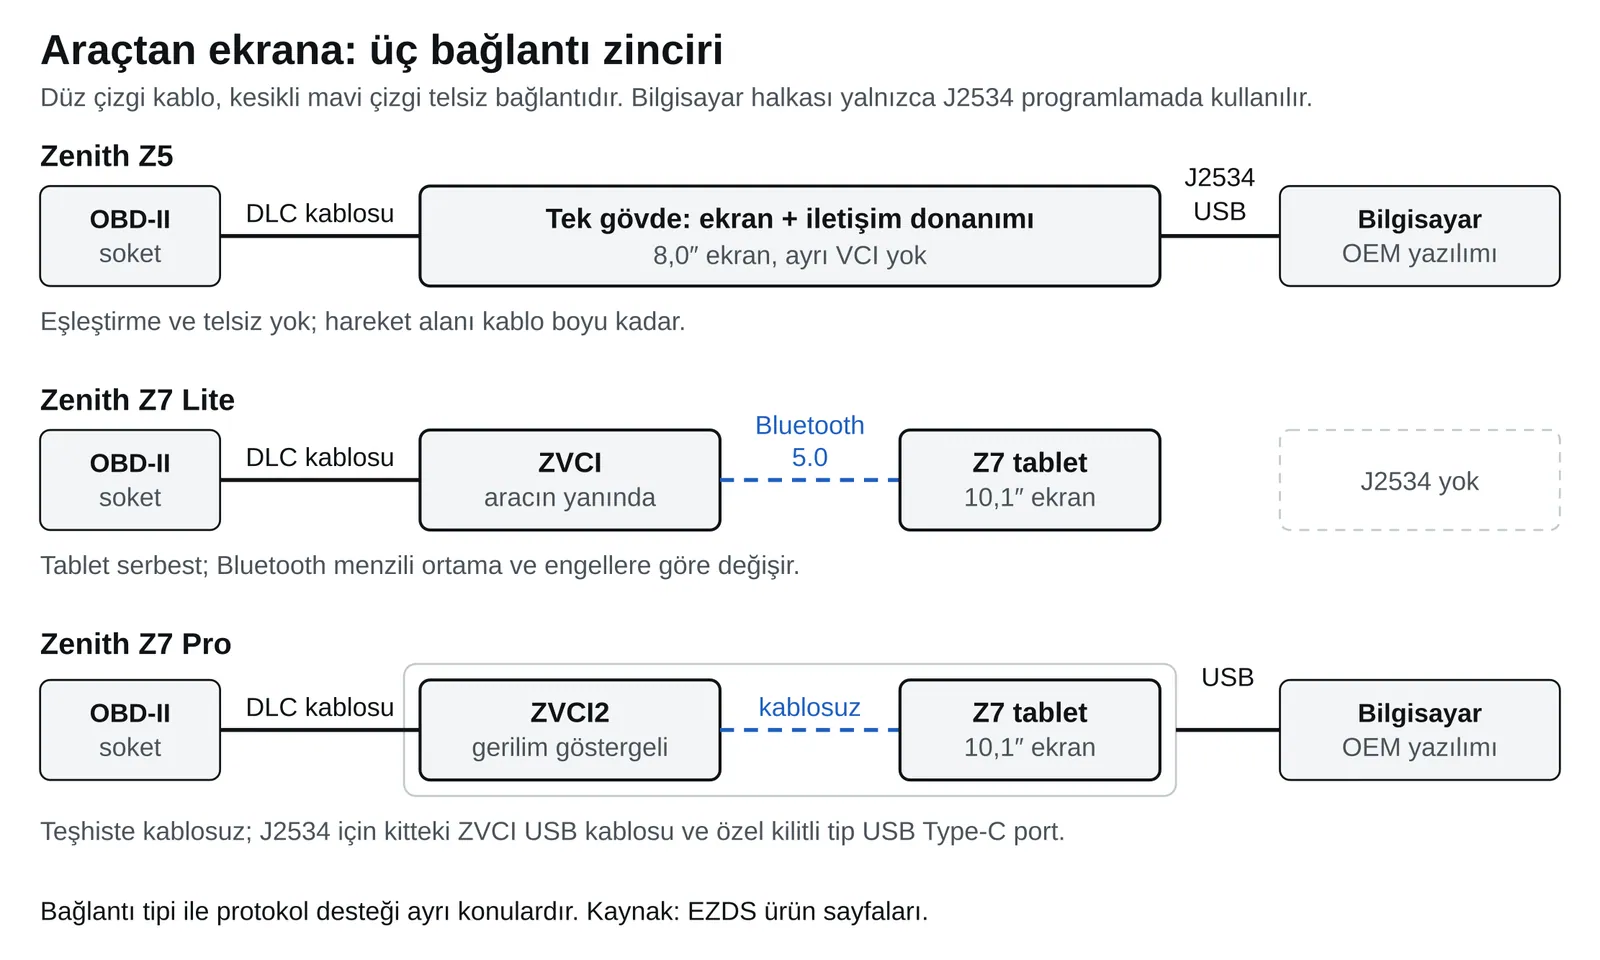 Araçtan ekrana: üç bağlantı zinciri
Düz çizgi kablo, kesikli mavi çizgi telsiz bağlantıdır. Bilgisayar halkası yalnızca J2534 programlamada kullanılır.
Zenith Z5
OBD-II
soket
DLC kablosu
Tek gövde: ekran + iletişim donanımı
8,0″ ekran, ayrı VCI yok
J2534
USB
Bilgisayar
OEM yazılımı
Eşleştirme ve telsiz yok; hareket alanı kablo boyu kadar.
Zenith Z7 Lite
OBD-II
soket
DLC kablosu
ZVCI
aracın yanında
Bluetooth
5.0
Z7 tablet
10,1″ ekran
J2534 yok
Tablet serbest; Bluetooth menzili ortama ve engellere göre değişir.
Zenith Z7 Pro
OBD-II
soket
DLC kablosu
ZVCI2
gerilim göstergeli
kablosuz
Z7 tablet
10,1″ ekran
USB
Bilgisayar
OEM yazılımı
Teşhiste kablosuz; J2534 için kitteki ZVCI USB kablosu ve özel kilitli tip USB Type-C port.
Bağlantı tipi ile protokol desteği ayrı konulardır. Kaynak: EZDS ürün sayfaları.